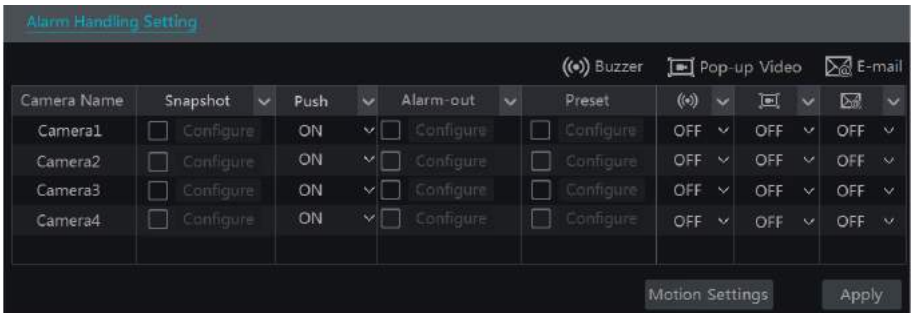 Alarm Handling Setting
Buzzer Pop-up Video E-mail
Camera Name Snapshot Push Alarm-out Preset
Camera1 Configure ON Configure Configure OFF OFF OFF
Camera2 Configure ON Configure Configure OFF OFF OFF
Camera3 Configure ON Configure Configure OFF OFF OFF
Camera4 Configure ON Configure Configure OFF OFF OFF
Motion Settings Apply